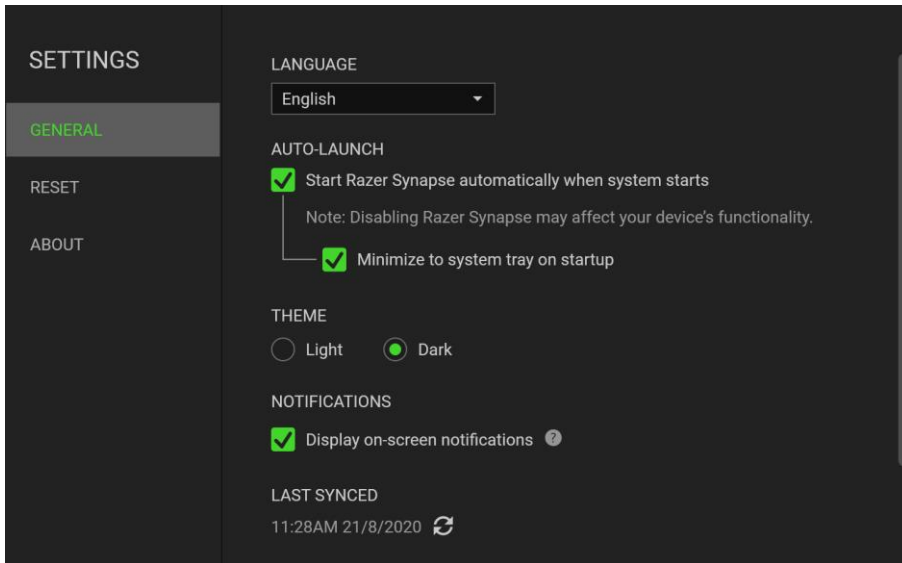 SETTINGS
GENERAL
RESET
ABOUT
LANGUAGE
English
AUTO-LAUNCH
Start Razer Synapse automatically when system starts
Note: Disabling Razer Synapse may affect your device's functionality.
Minimize to system tray on startup
THEME
Light
Dark
NOTIFICATIONS
Display on-screen notifications ?
LAST SYNCED
11:28AM 21/8/2020